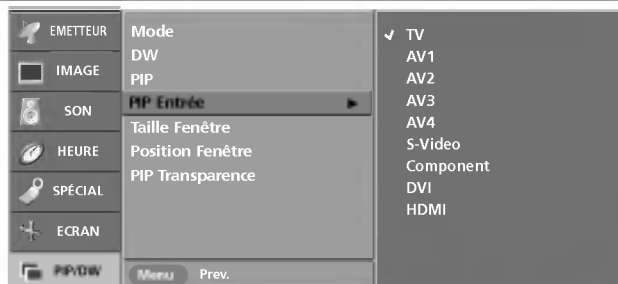 EMETTEUR
IMAGE
SON
HEURE
SPÉCIAL
ECRAN
PIP/DW
Mode
DW
PIP
PIP Entrée
Taille Fenêtre
Position Fenêtre
PIP Transparence
Menu Prev.
TV
AV1
AV2
AV3
AV4
S-Video
Component
DVI
HDMI